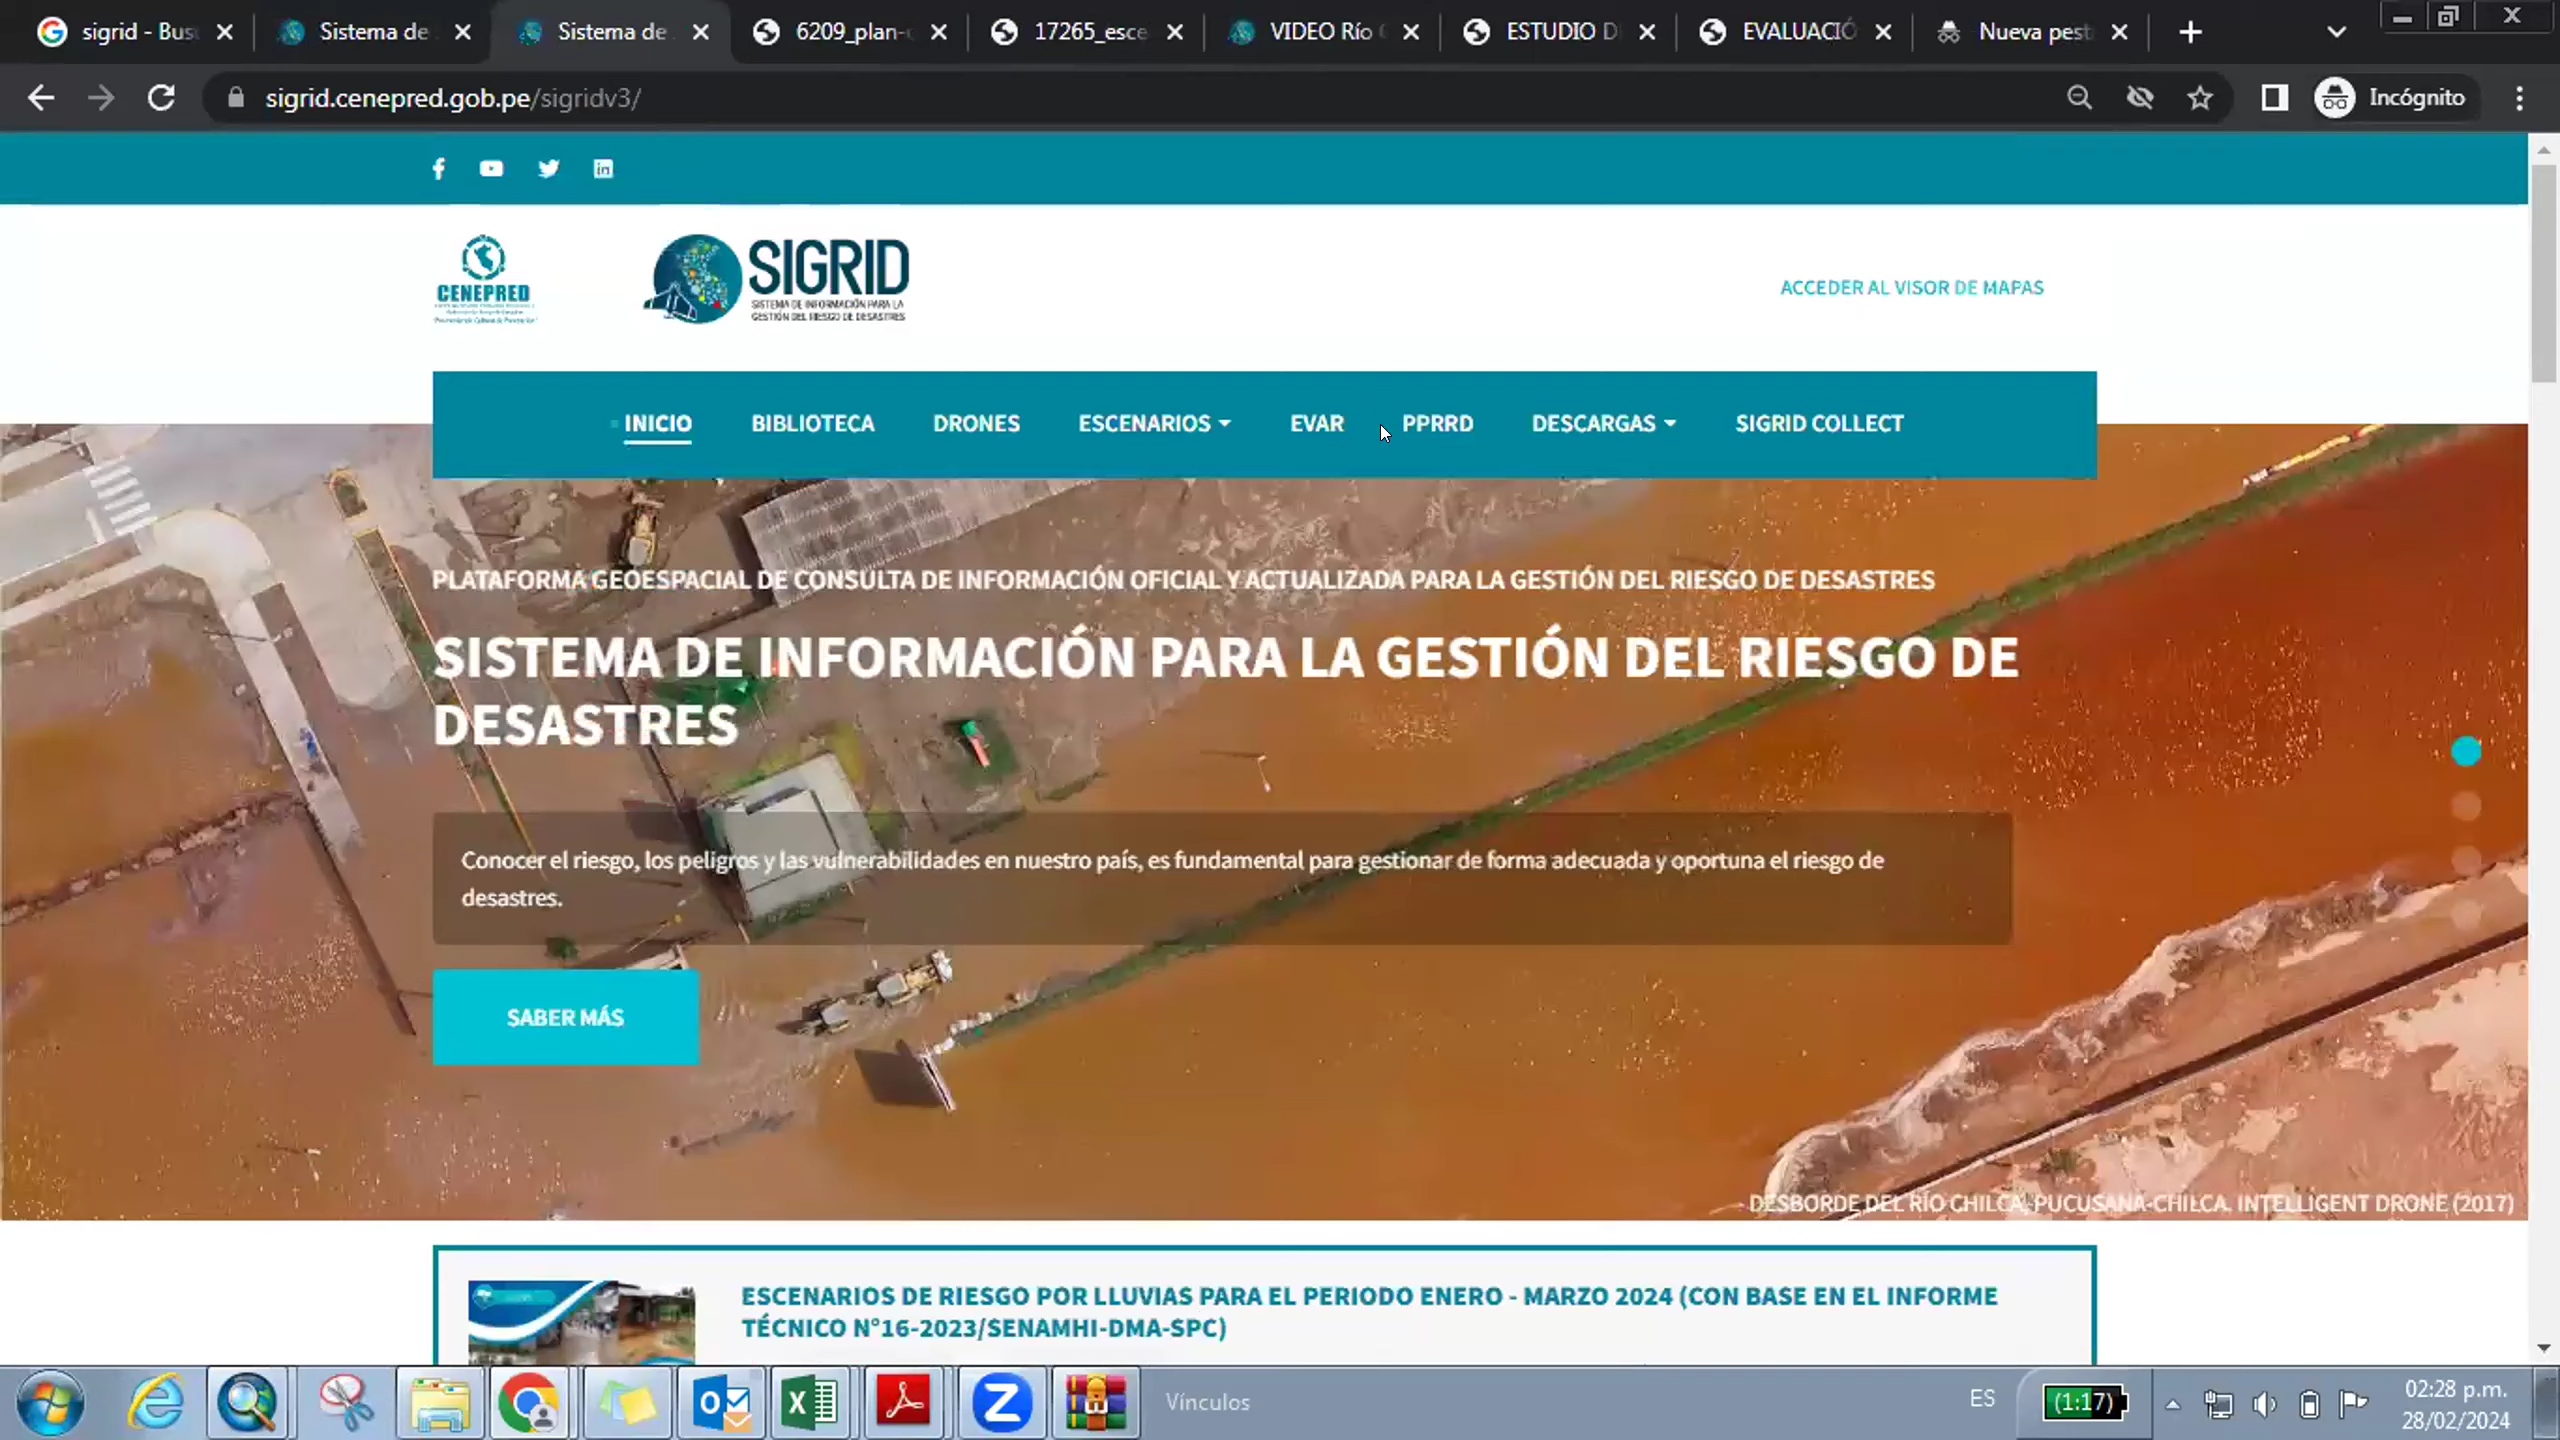 sigrid - Bus
Sistema de
Sistema de
6209_plan-
17265_esce
VIDEO Río
ESTUDIO D
EVALUACIÓ
Nueva pest
sigrid.cenepred.gob.pe/sigridv3/
Incógnito
CENEPRED
SIGRID
SISTEMA DE INFORMACIÓN PARA LA
GESTIÓN DEL RIESGO DE DESASTRES
ACCEDER AL VISOR DE MAPAS
INICIO
BIBLIOTECA
DRONES
ESCENARIOS
EVAR
PPRRD
DESCARGAS
SIGRID COLLECT
PLATAFORMA GEOESPACIAL DE CONSULTA DE INFORMACIÓN OFICIAL Y ACTUALIZADA PARA LA GESTIÓN DEL RIESGO DE DESASTRES
SISTEMA DE INFORMACIÓN PARA LA GESTIÓN DEL RIESGO DE
DESASTRES
Conocer el riesgo, los peligros y las vulnerabilidades en nuestro país, es fundamental para gestionar de forma adecuada y oportuna el riesgo de
desastres.
SABER MÁS
DESBORDE DEL RÍO CHILCA, PUCUSANA-CHILCA. INTELLIGENT DRONE (2017)
ESCENARIOS DE RIESGO POR LLUVIAS PARA EL PERIODO ENERO - MARZO 2024 (CON BASE EN EL INFORME
TÉCNICO N°16-2023/SENAMHI-DMA-SPC)
Vínculos
ES
(1:17)
02:28 p.m.
28/02/2024